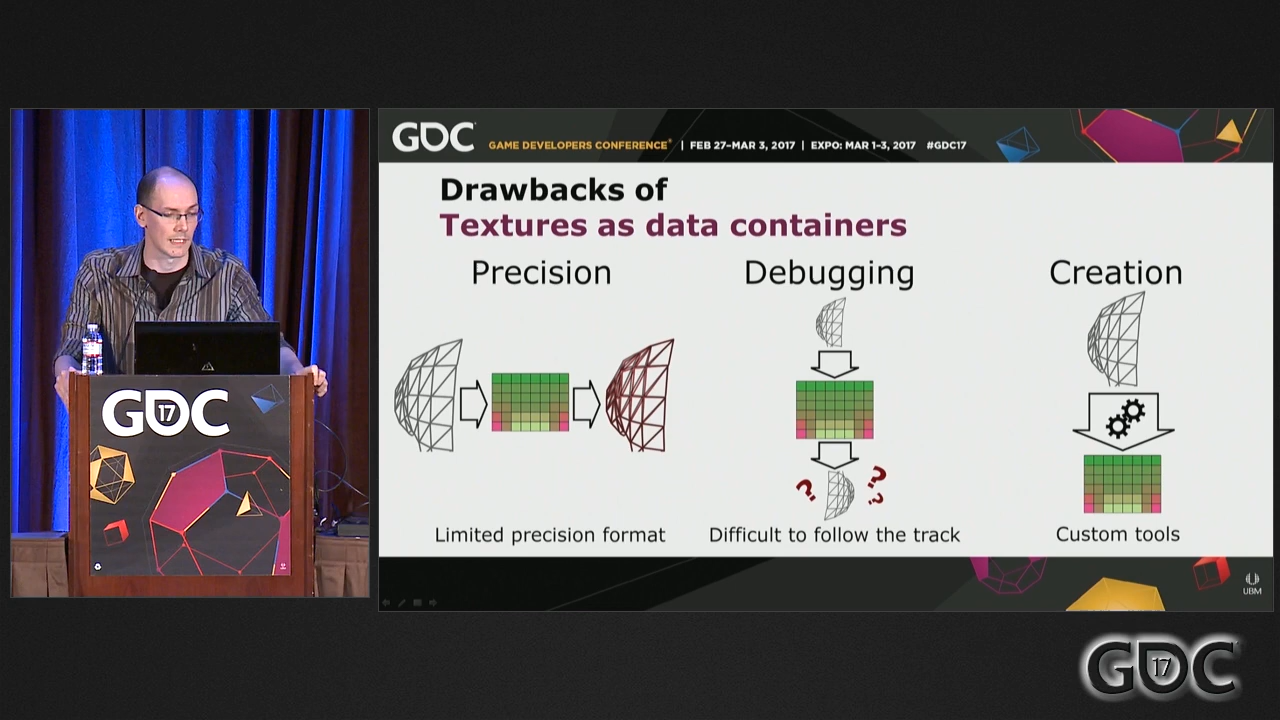 GDC
GAME DEVELOPERS CONFERENCE® | FEB 27–MAR 3, 2017 | EXPO: MAR 1–3, 2017 #GDC17
Drawbacks of
Textures as data containers
Precision
Debugging
Creation
? ? ?
Limited precision format
Difficult to follow the track
Custom tools
UBM
GDC
17
GDC
17